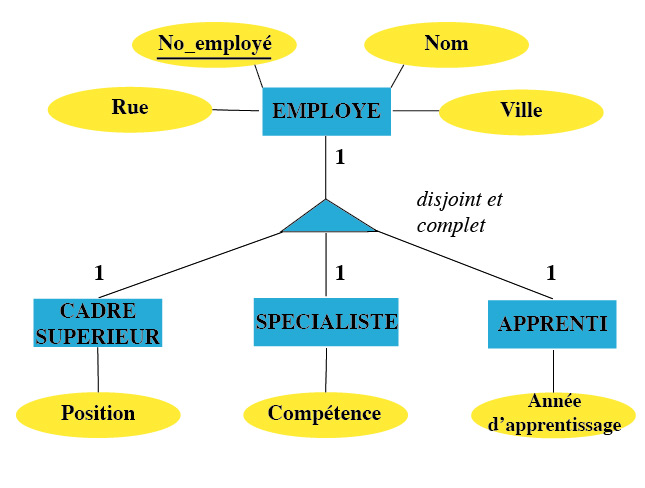 No_employé
Nom
Rue
EMPLOYE
Ville
1
disjoint et
complet
1
1
1
CADRE
SUPERIEUR
SPECIALISTE
APPRENTI
Position
Compétence
Année
d'apprentissage